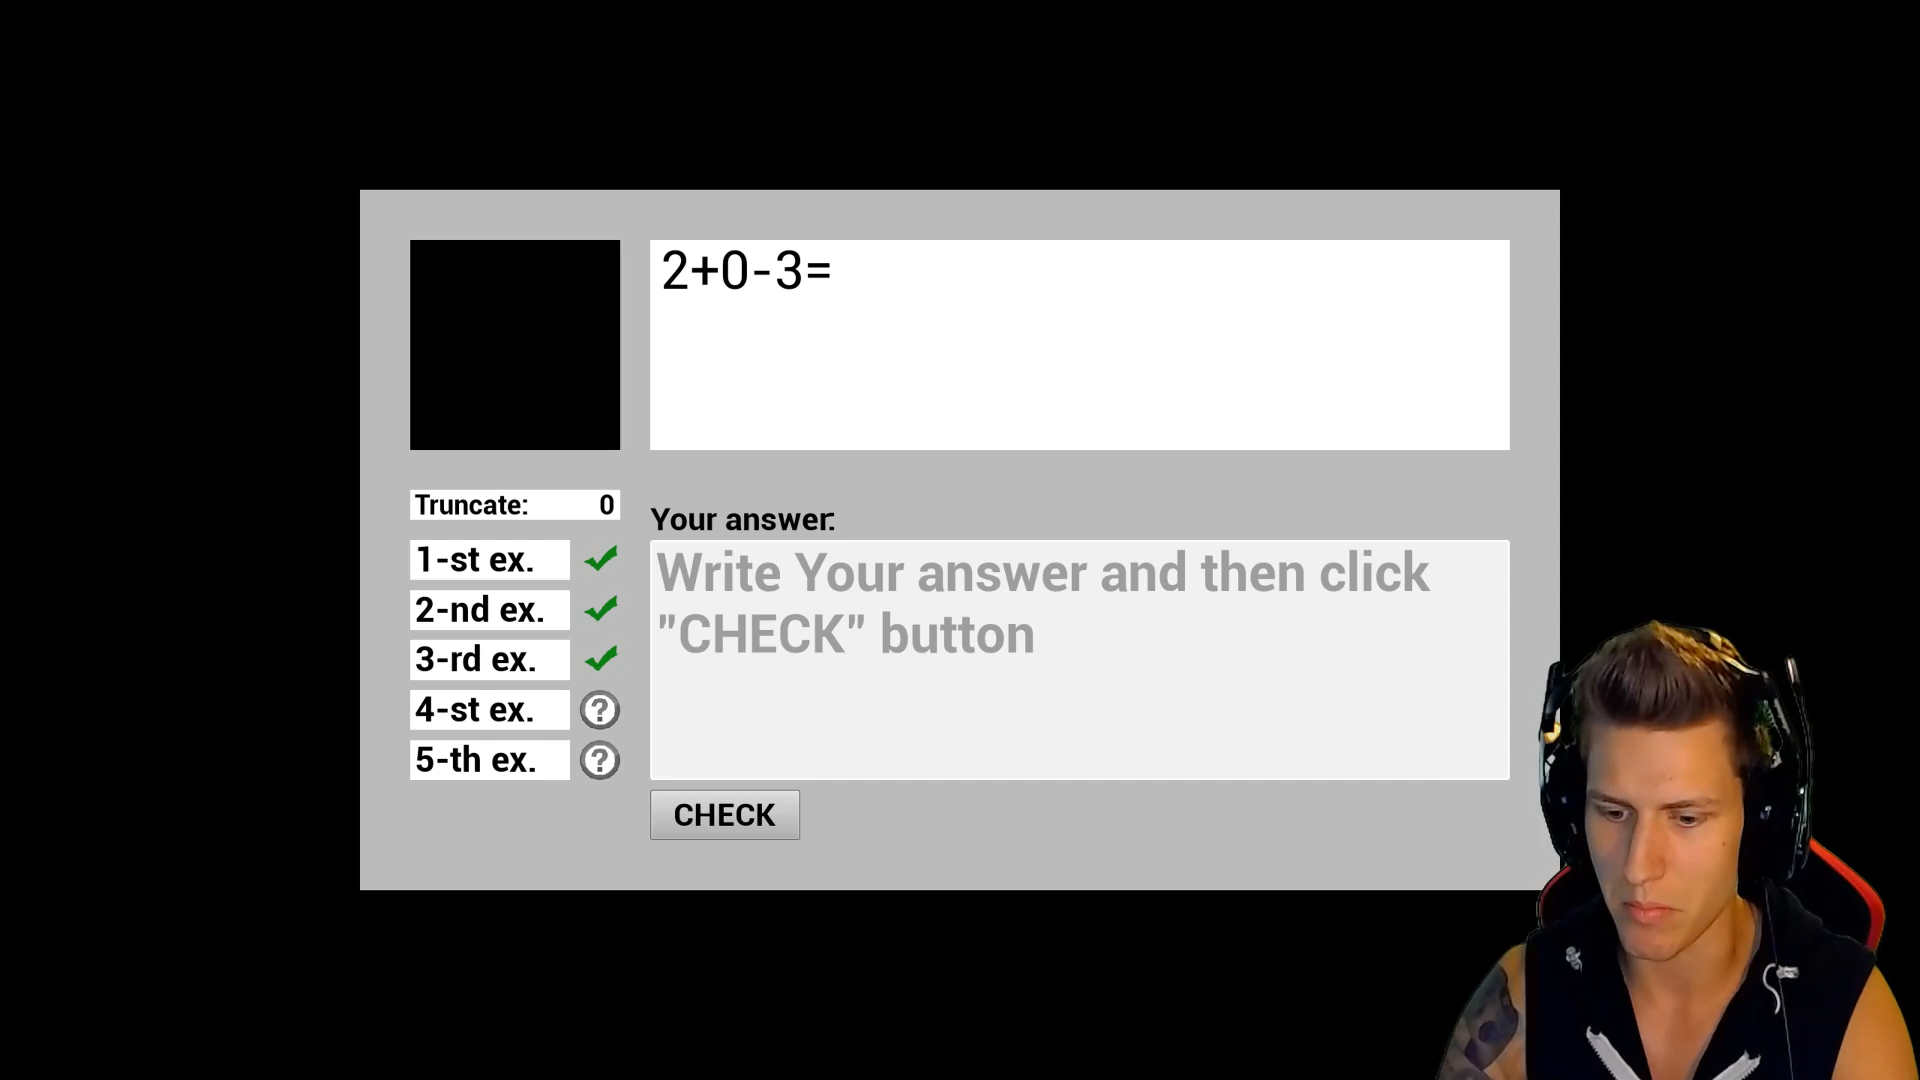 2+0-3=
Truncate: 0
Your answer:
1-st ex.
2-nd ex.
3-rd ex.
4-st ex.
5-th ex.
Write Your answer and then click
"CHECK" button
CHECK